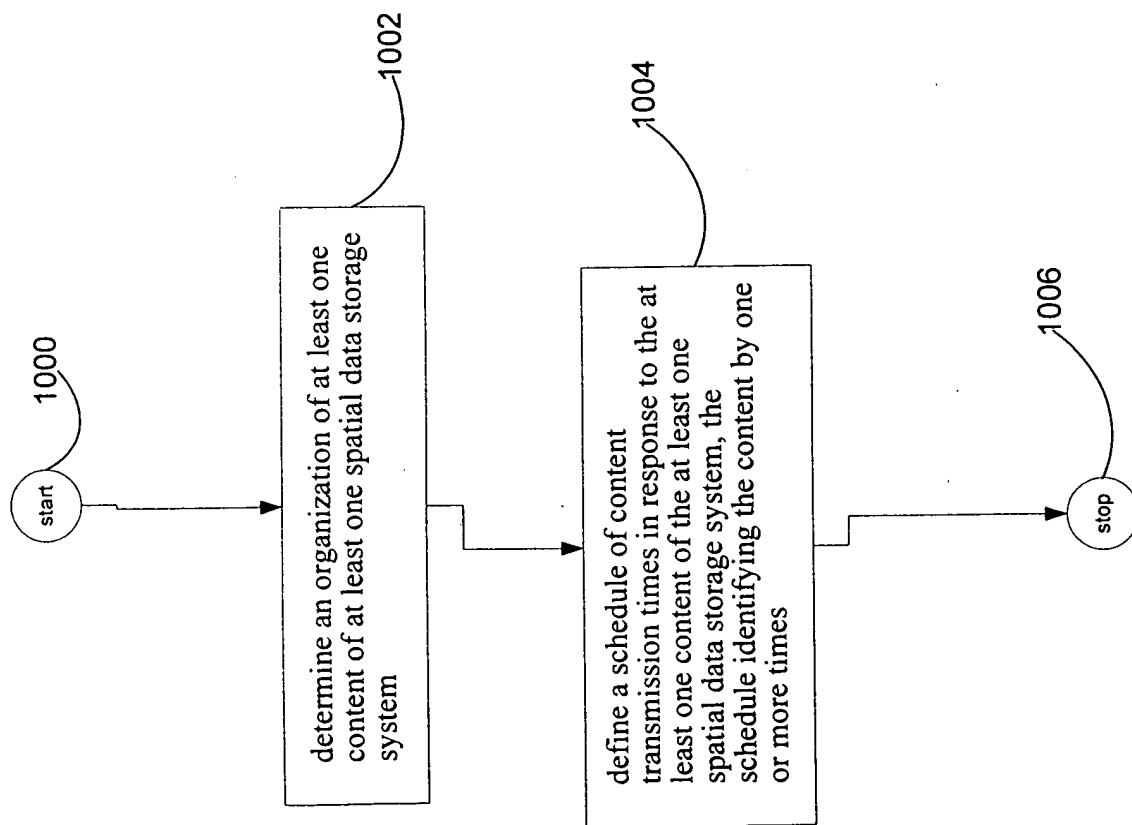 start
1000
determine an organization of at least one
content of at least one spatial data storage
system
1002
define a schedule of content
transmission times in response to the at
least one content of the at least one
spatial data storage system, the
schedule identifying the content by one
or more times
1004
stop
1006